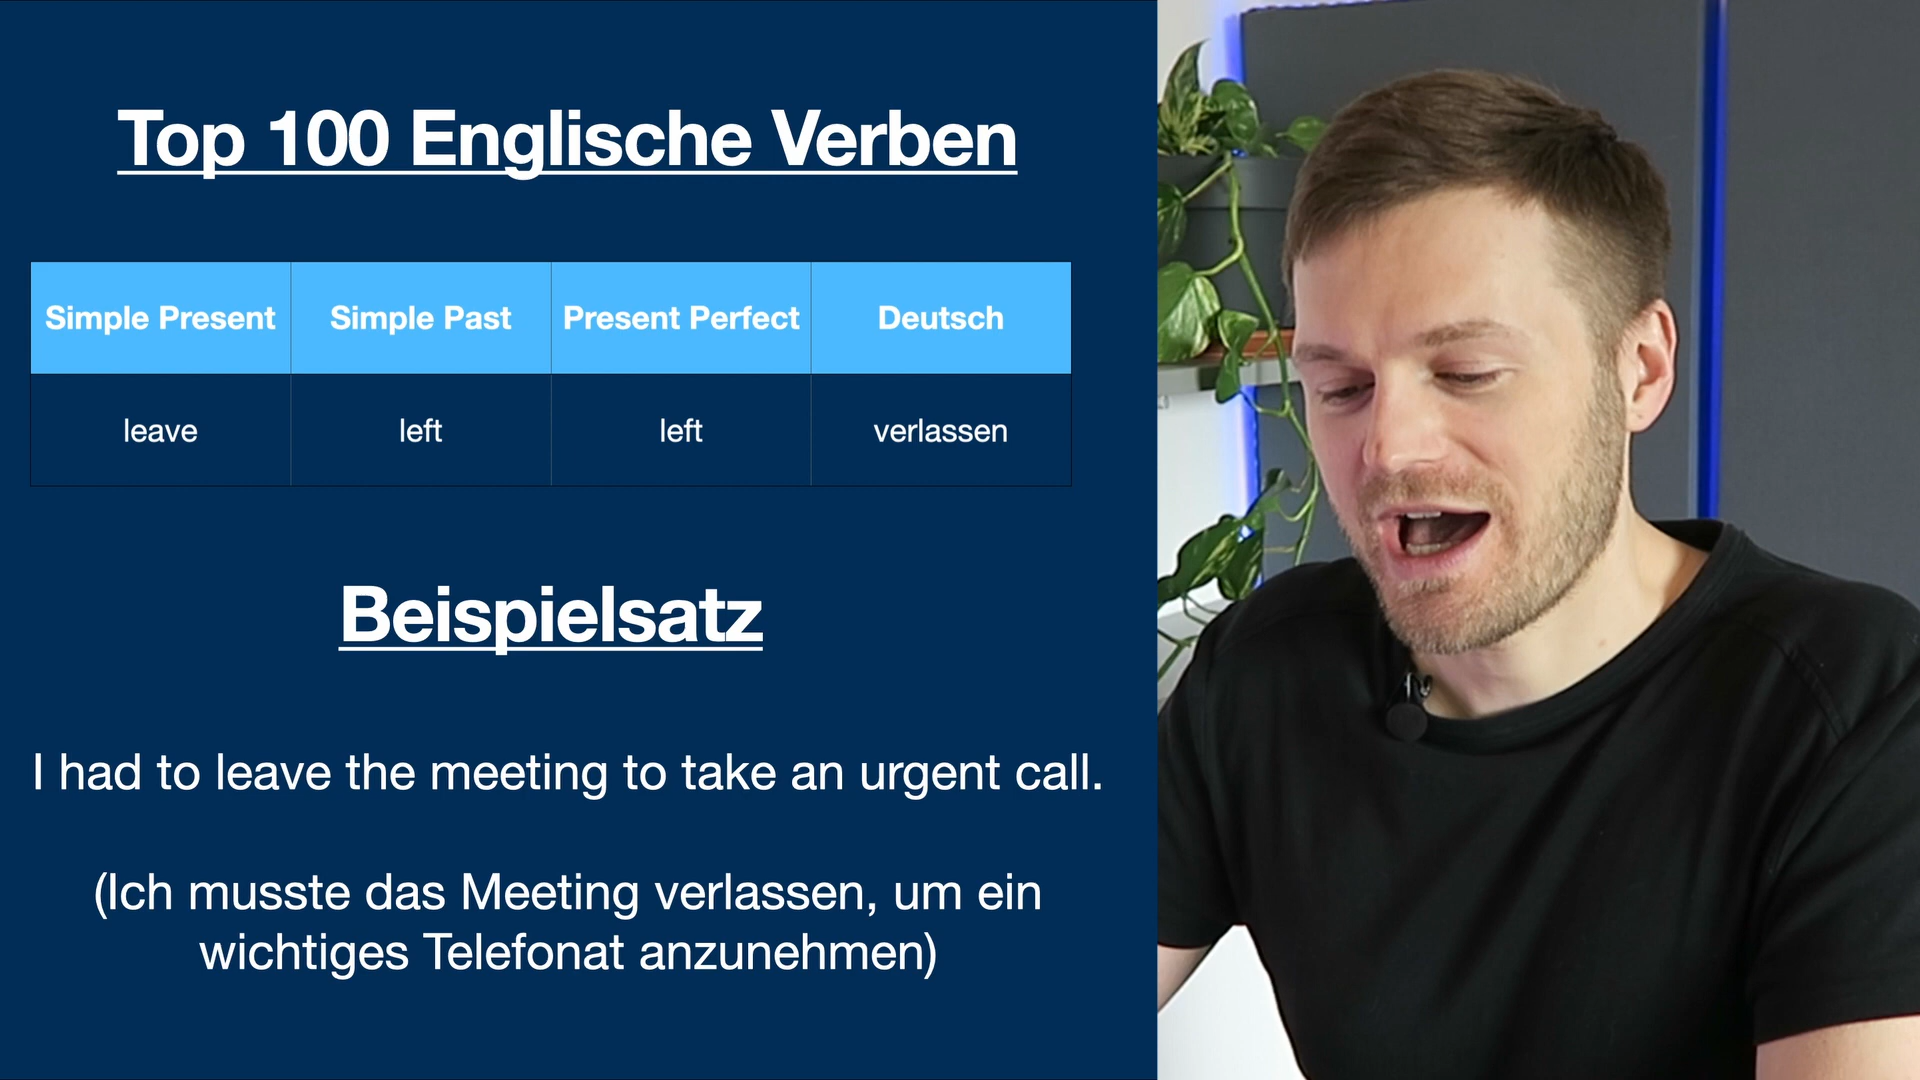 Top 100 Englische Verben
Simple Present Simple Past Present Perfect Deutsch
leave left left verlassen
Beispielsatz
I had to leave the meeting to take an urgent call.
(Ich musste das Meeting verlassen, um ein
wichtiges Telefonat anzunehmen)